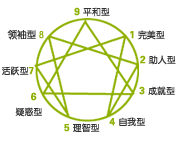 9 平和型
领袖型 8
1 完美型
2 助人型
活跃型7
3 成就型
6
疑惑型
4 自我型
5 理智型